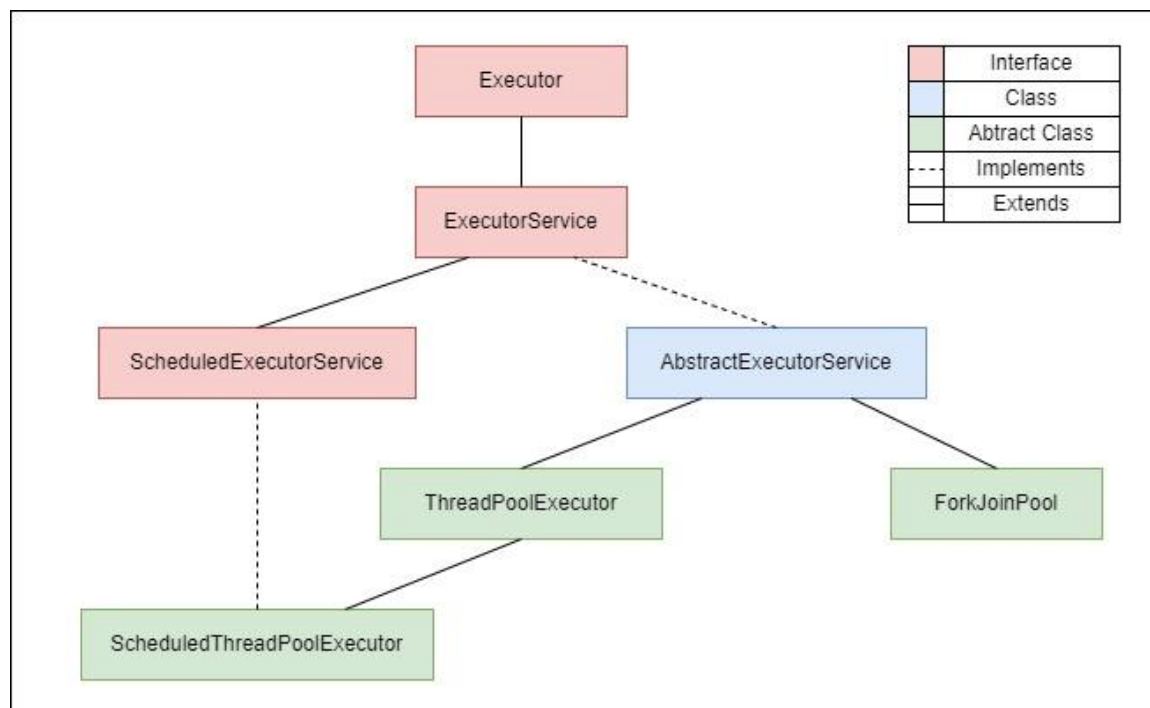 Executor
Interface
Class
Abtract Class
Implements
Extends
ExecutorService
ScheduledExecutorService
AbstractExecutorService
ThreadPoolExecutor
ForkJoinPool
ScheduledThreadPoolExecutor